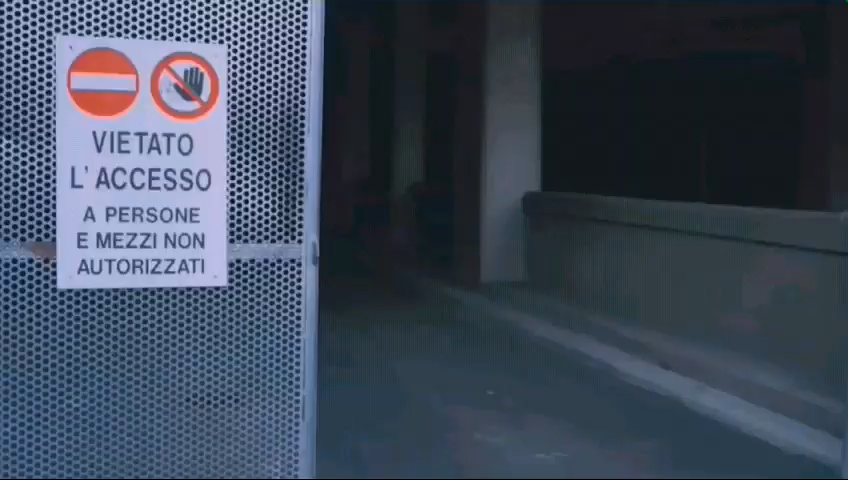 VIETATO
L'ACCESSO
A PERSONE
E MEZZI NON
AUTORIZZATI